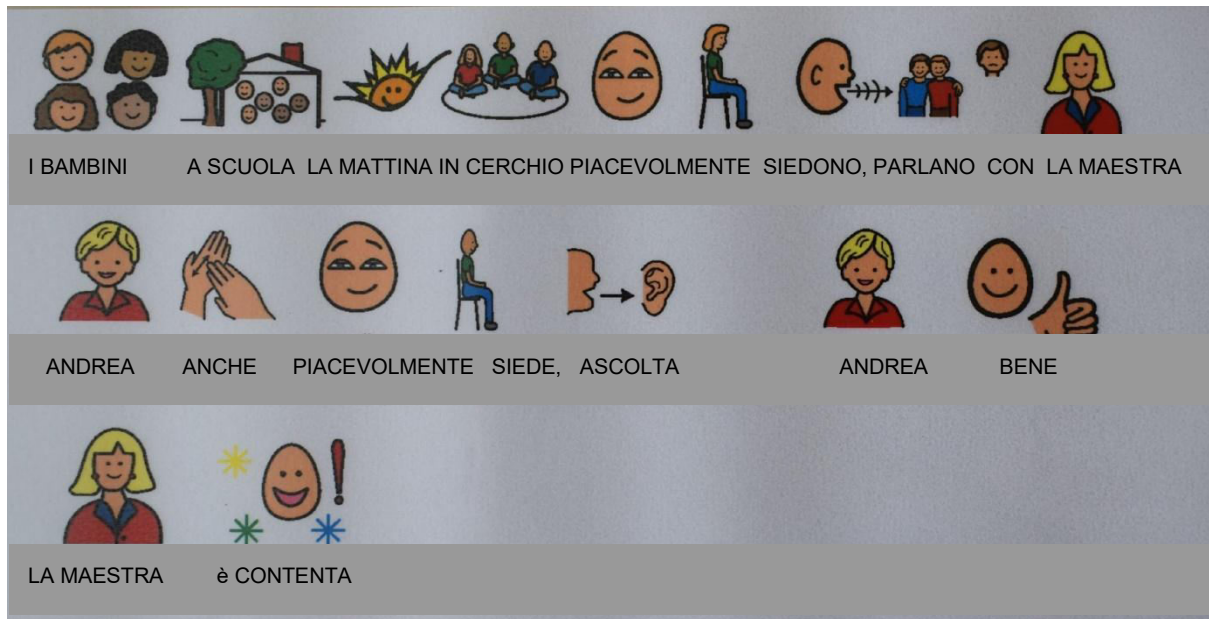 I BAMBINI A SCUOLA LA MATTINA IN CERCHIO PIACEVOLMENTE SIEDONO, PARLANO CON LA MAESTRA
ANDREA ANCHE PIACEVOLMENTE SIEDE, ASCOLTA ANDREA BENE
LA MAESTRA è CONTENTA